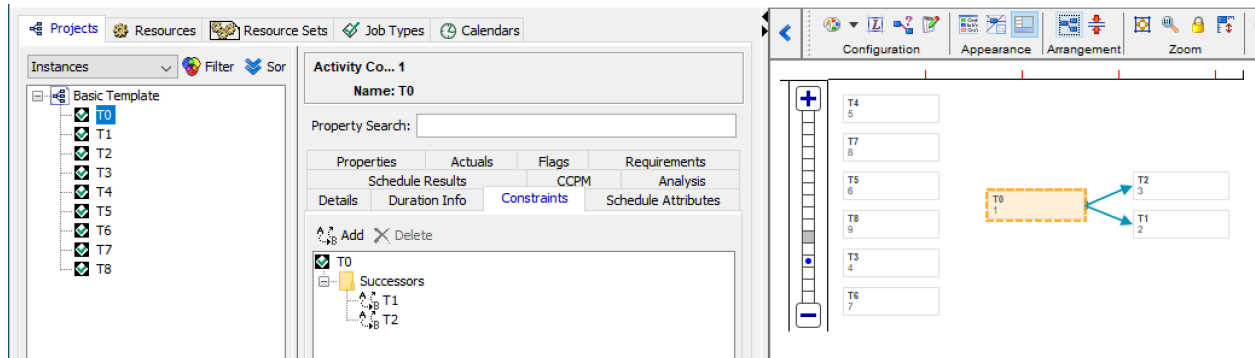 Projects Resources Resource Sets Job Types Calendars
Instances Filter Sor
Basic Template
T0
T1
T2
T3
T4
T5
T6
T7
T8
Activity Co... 1
Name: T0
Property Search:
Properties Actuals Flags Requirements
Schedule Results CCPM Analysis
Details Duration Info Constraints Schedule Attributes
A B Add Delete
T0
Successors
A B T1
A B T2
Configuration Appearance Arrangement Zoom
T4
5
T7
8
T5
6
T8
9
T3
4
T6
7
T0
1
T2
3
T1
2